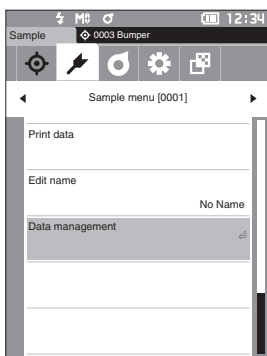 12:34
Sample 0003 Bumper
Sample menu [0001]
Print data
Edit name
No Name
Data management